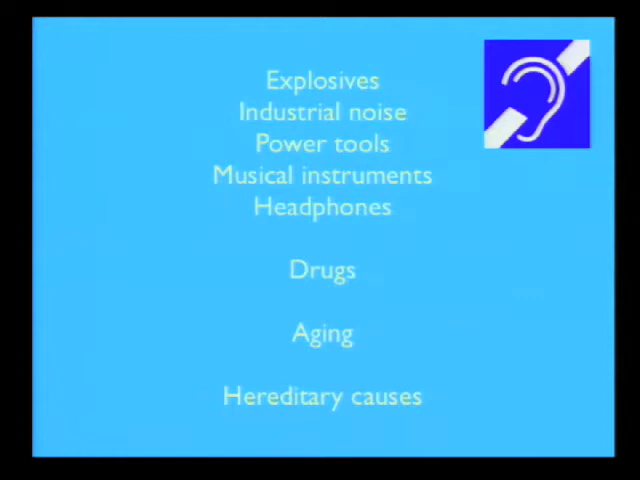 Explosives
Industrial noise
Power tools
Musical instruments
Headphones
Drugs
Aging
Hereditary causes